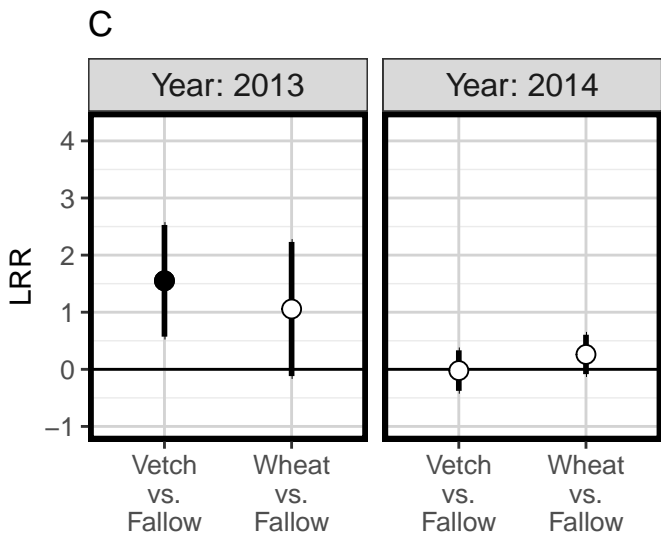 C
Year: 2013
Year: 2014
LRR
4
3
2
1
0
−1
Vetch
vs.
Fallow
Wheat
vs.
Fallow
Vetch
vs.
Fallow
Wheat
vs.
Fallow